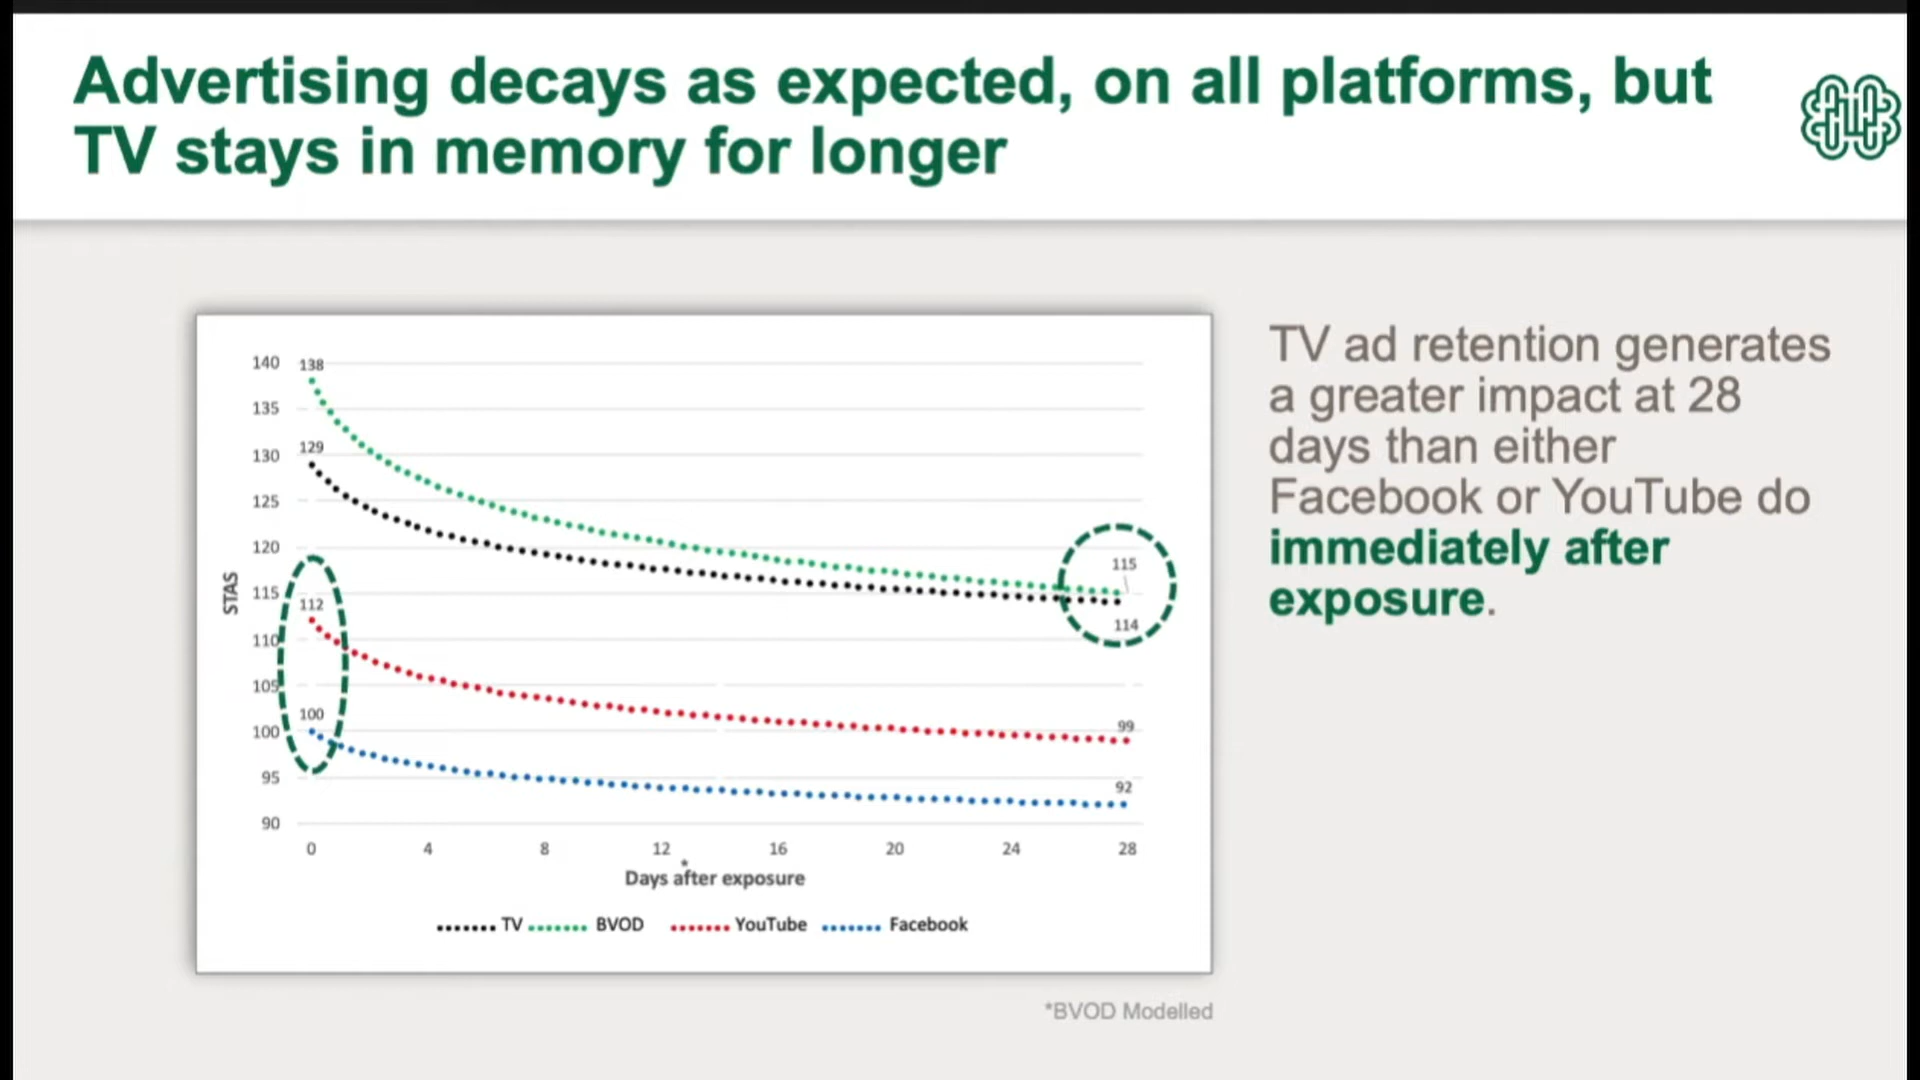 Advertising decays as expected, on all platforms, but
TV stays in memory for longer
TV ad retention generates
a greater impact at 28
days than either
Facebook or YouTube do
immediately after
exposure.
STAS
140
135
130
125
120
115
110
105
100
95
90
138
129
112
100
115
114
99
92
0 4 8 12 16 20 24 28
*
Days after exposure
TV BVOD YouTube Facebook
*BVOD Modelled